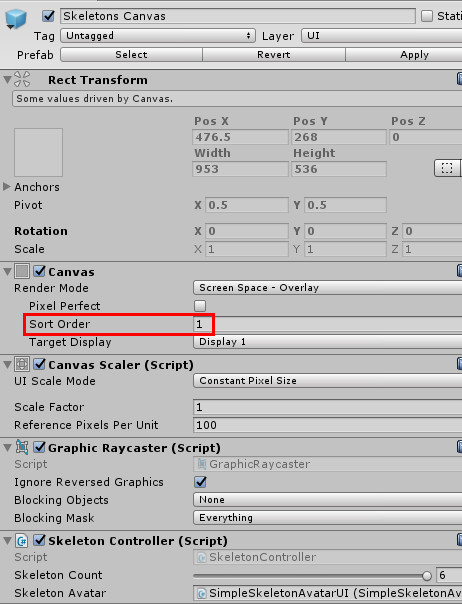 Skeletons Canvas Stati
Tag Untagged Layer UI
Prefab Select Revert Apply
Rect Transform
Some values driven by Canvas.
Pos X Pos Y Pos Z
476.5 268 0
Width Height
953 536
Anchors
Pivot X 0.5 Y 0.5
Rotation X 0 Y 0 Z 0
Scale X 1 Y 1 Z 1
Canvas
Render Mode Screen Space - Overlay
Pixel Perfect
Sort Order 1
Target Display Display 1
Canvas Scaler (Script)
UI Scale Mode Constant Pixel Size
Scale Factor 1
Reference Pixels Per Unit 100
Graphic Raycaster (Script)
Script GraphicRaycaster
Ignore Reversed Graphics
Blocking Objects None
Blocking Mask Everything
Skeleton Controller (Script)
Script SkeletonController
Skeleton Count 6
Skeleton Avatar SimpleSkeletonAvatarUI (SimpleSkeletonAv